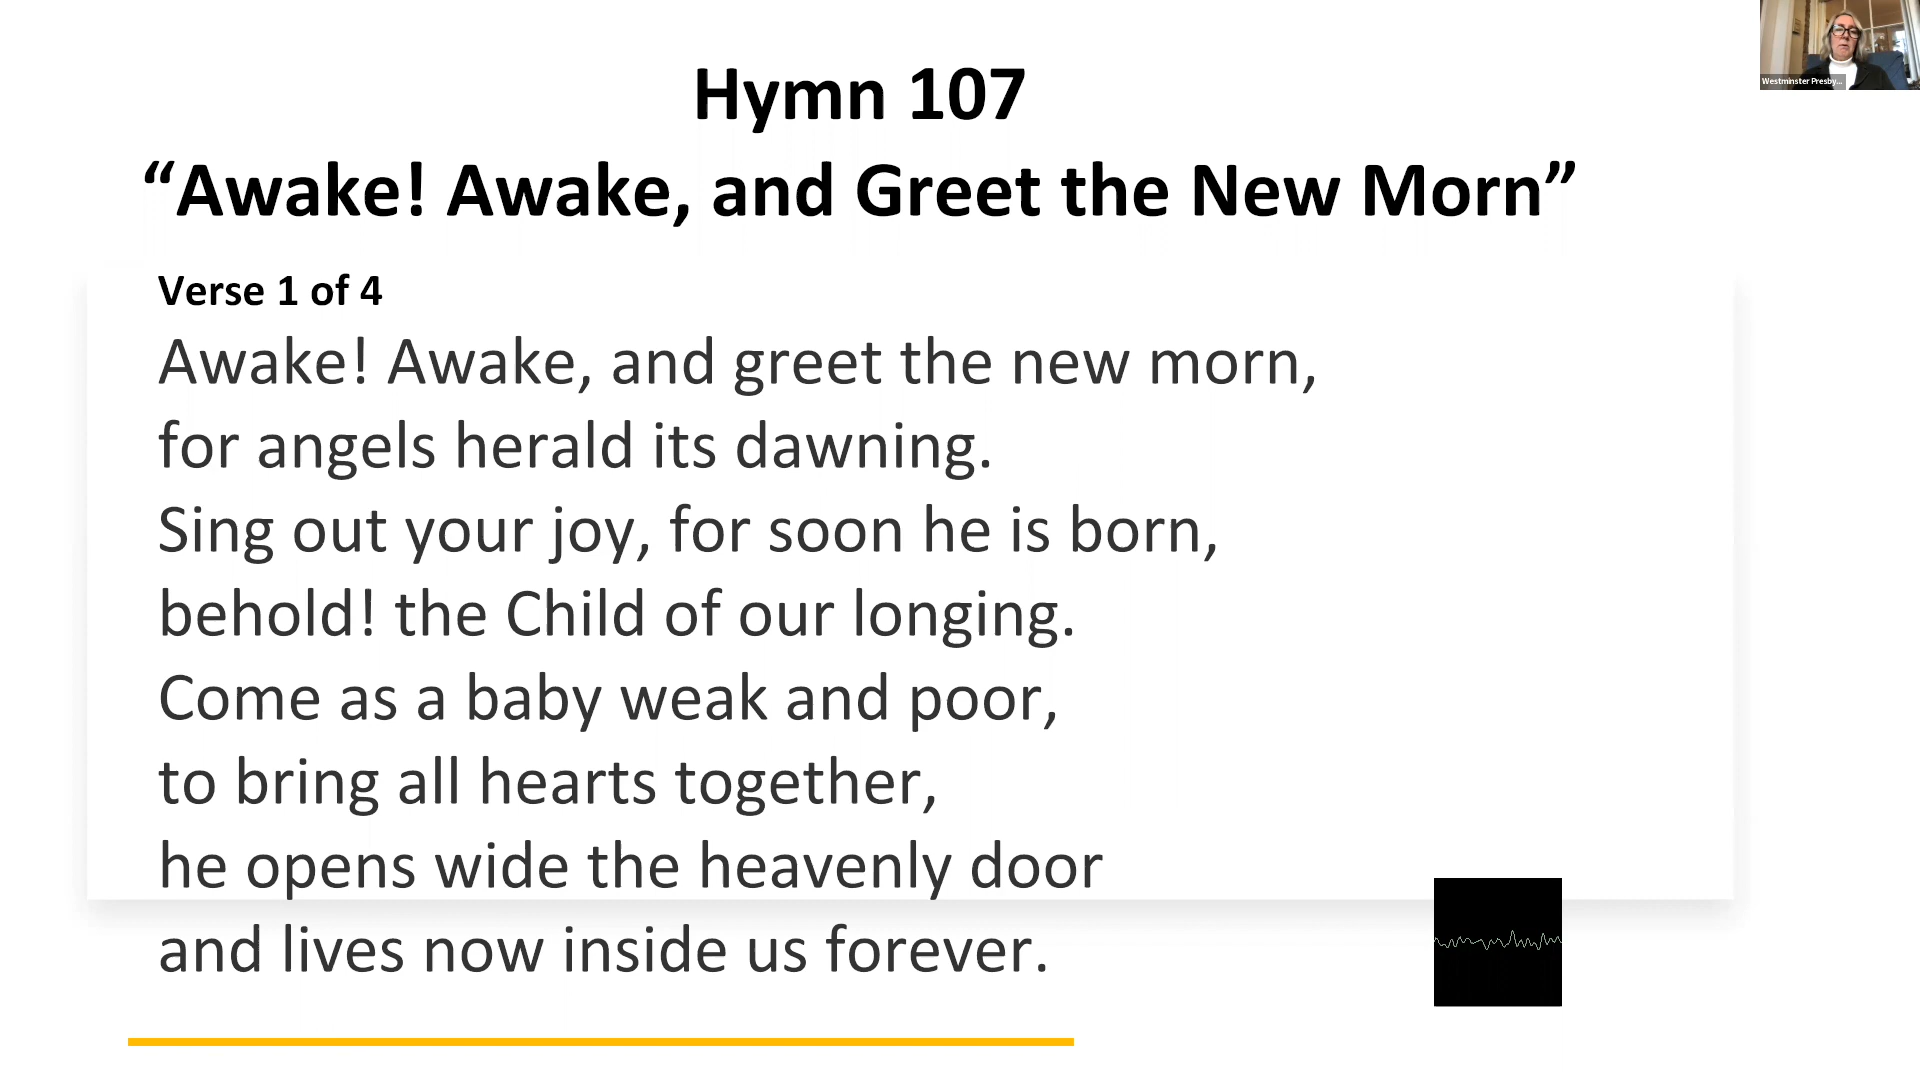 Hymn 107
“Awake! Awake, and Greet the New Morn”
Verse 1 of 4
Awake! Awake, and greet the new morn,
for angels herald its dawning.
Sing out your joy, for soon he is born,
behold! the Child of our longing.
Come as a baby weak and poor,
to bring all hearts together,
he opens wide the heavenly door
and lives now inside us forever.
Westminster Presby...